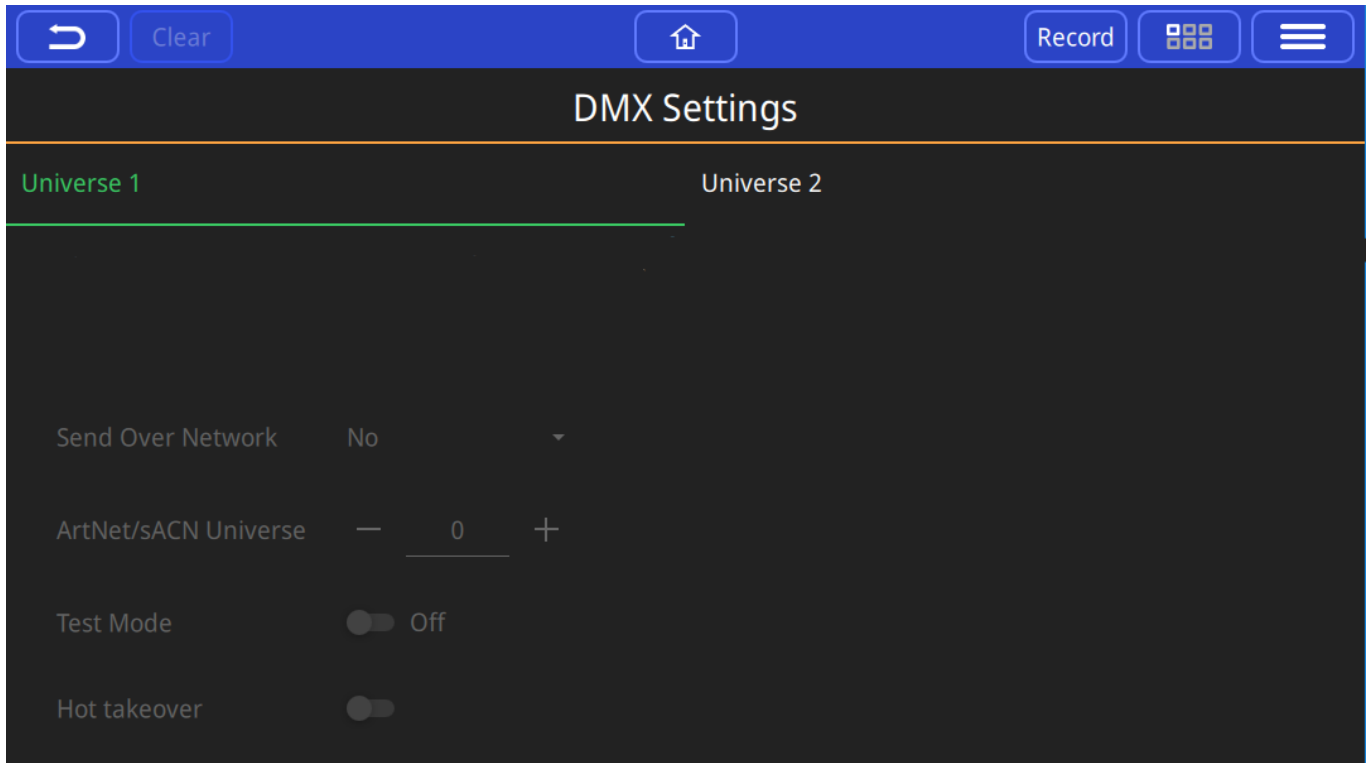 Clear Record
DMX Settings
Universe 1 Universe 2
Send Over Network No
ArtNet/sACN Universe 0
Test Mode Off
Hot takeover